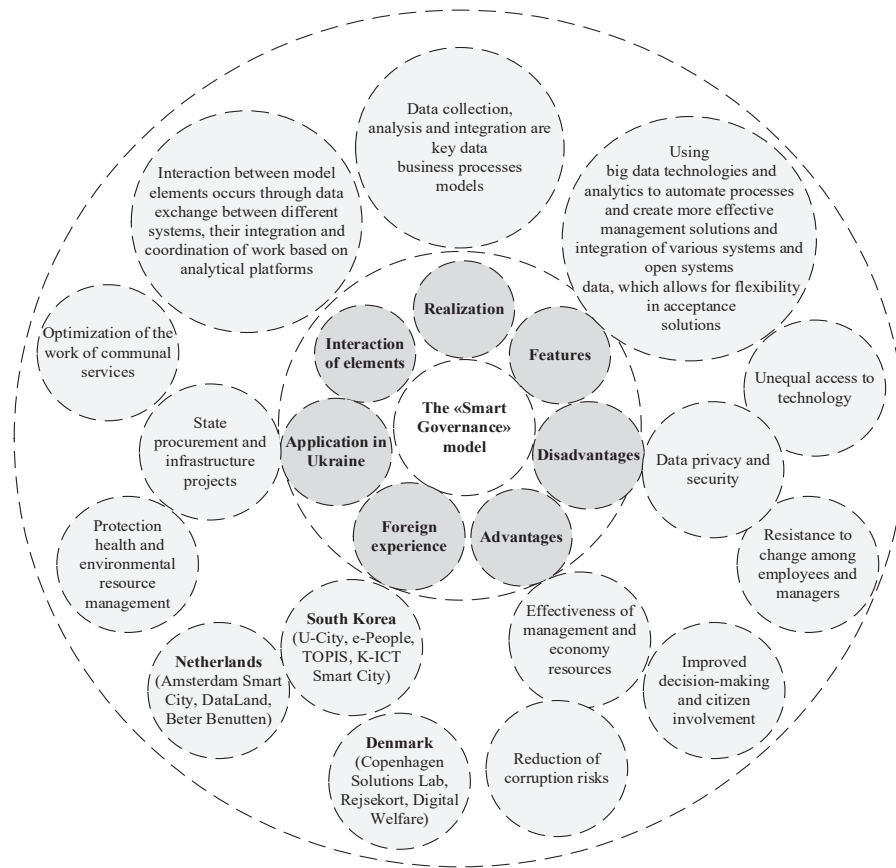 Data collection,
analysis and integration are
key data
business processes
models
Interaction between model
elements occurs through data
exchange between different
systems, their integration and
coordination of work based on
analytical platforms
Using
big data technologies and
analytics to automate processes
and create more effective
management solutions and
integration of various systems and
open systems
data, which allows for flexibility
in acceptance
solutions
Realization
Interaction
of elements
Features
Optimization of the
work of communal
services
Unequal access to
technology
The «Smart
Governance»
model
State
procurement and
infrastructure
projects
Application in
Ukraine
Disadvantages
Data privacy and
security
Protection
health and
environmental
resource
management
Foreign
experience
Advantages
Resistance to
change among
employees and
managers
South Korea
(U-City, e-People,
TOPIS, K-ICT
Smart City)
Effectiveness of
management and
economy
resources
Netherlands
(Amsterdam Smart
City, DataLand,
Beter Benutten)
Improved
decision-making
and citizen
involvement
Denmark
(Copenhagen
Solutions Lab,
Rejsekort, Digital
Welfare)
Reduction of
corruption risks